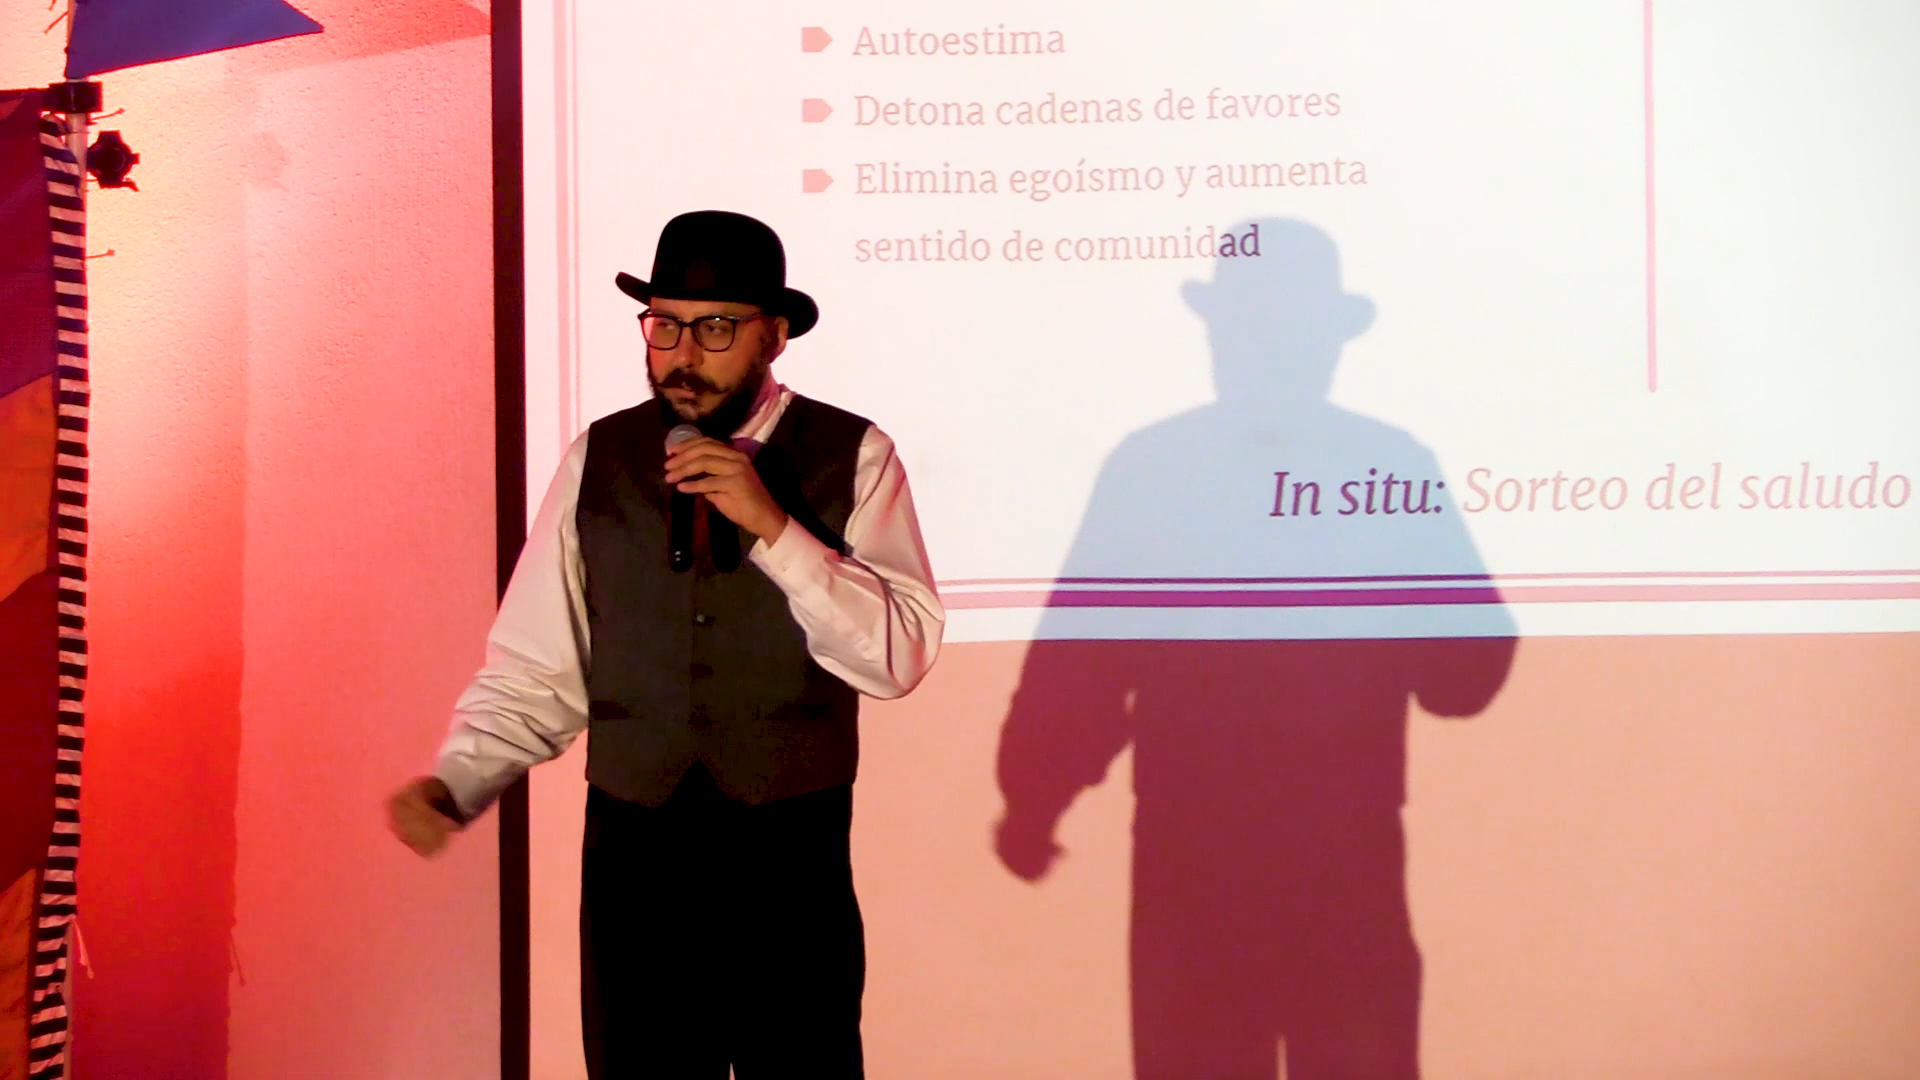 Autoestima
Detona cadenas de favores
Elimina egoísmo y aumenta
sentido de comunidad
In situ: Sorteo del saludo